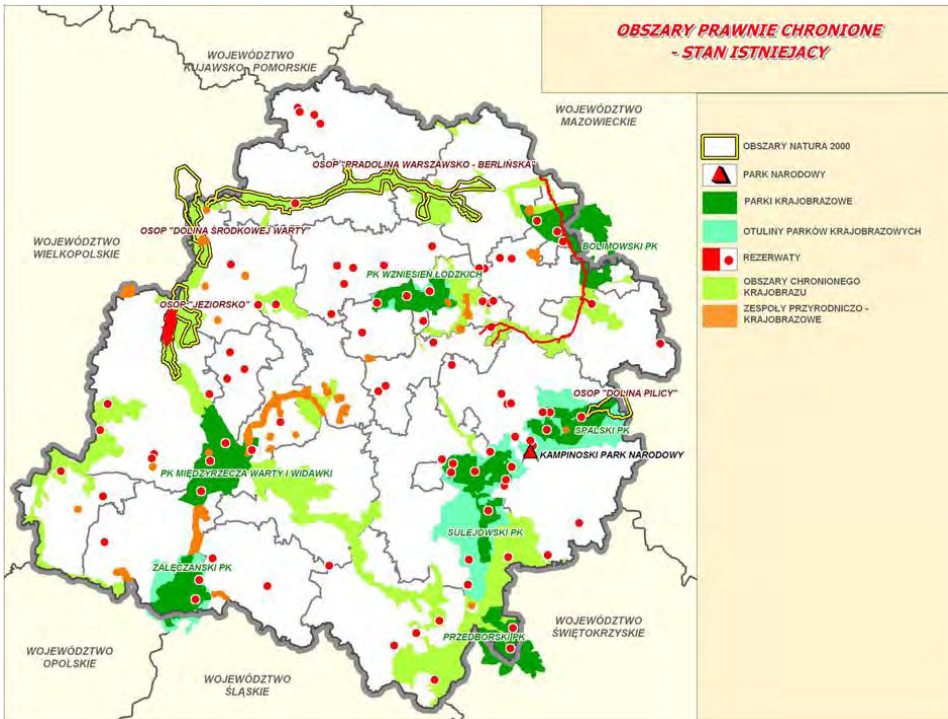 OBSZARY PRAWNIE CHRONIONE
- STAN ISTNIEJACY
WOJEWÓDZTWO
KUJAWSKO - POMORSKIE
WOJEWÓDZTWO
MAZOWIECKIE
OBSZARY NATURA 2000
PARK NARODOWY
PARKI KRAJOBRAZOWE
OTULINY PARKÓW KRAJOBRAZOWYCH
REZERWATY
OBSZARY CHRONIONEGO
KRAJOBRAZU
ZESPOŁY PRZYRODNICZO -
KRAJOBRAZOWE
OSOP "PRADOLINA WARSZAWSKO - BERLIŃSKA"
OSOP "DOLINA ŚRODKOWEJ WARTY"
WOJEWÓDZTWO
WIELKOPOLSKIE
BOLIMOWSKI PK
PK WZNIESIEŃ ŁÓDZKICH
OSOP "JEZIORSKO"
OSOP "DOLINA PILICY"
SPALSKI PK
KAMPINOSKI PARK NARODOWY
PK MIĘDZYRZECZA WARTY I WIDAWKI
SULEJOWSKI PK
ZAŁĘCZAŃSKI PK
PRZEDBORSKI PK
WOJEWÓDZTWO
ŚWIĘTOKRZYSKIE
WOJEWÓDZTWO
OPOLSKIE
WOJEWÓDZTWO
ŚLĄSKIE